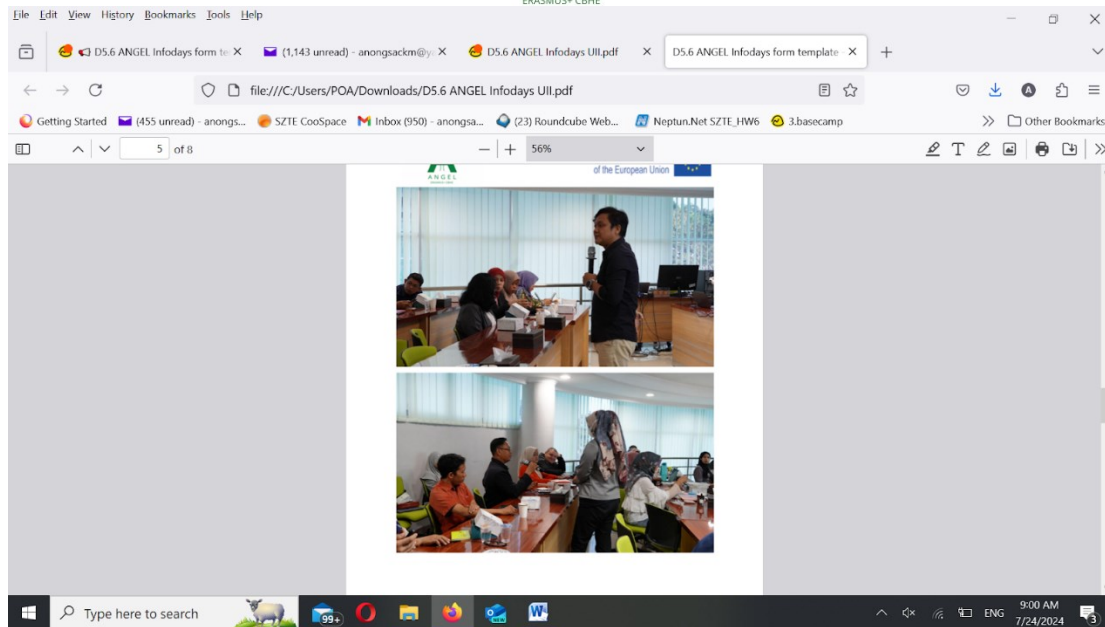 ERASMUS+ CBHE
File Edit View History Bookmarks Tools Help
D5.6 ANGEL Infodays form te
(1,143 unread) - anongsackm@y
D5.6 ANGEL Infodays UII.pdf
D5.6 ANGEL Infodays form template
file:///C:/Users/POA/Downloads/D5.6 ANGEL Infodays UII.pdf
A
Getting Started (455 unread) - anongs... SZTE CooSpace Inbox (950) - anongsa... (23) Roundcube Web... Neptun.Net SZTE_HW6 3.basecamp Other Bookmarks
5 of 8 56%
ANGEL
of the European Union
Type here to search
99+
NEW
W
ENG
9:00 AM
7/24/2024
3